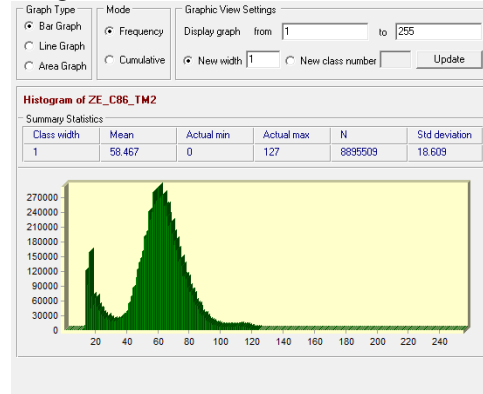 Graph Type Mode Graphic View Settings
Bar Graph Frequency Display graph from 1 to 255
Line Graph
Area Graph Cumulative New width 1 New class number Update
Histogram of ZE_C86_TM2
Summary Statistics
Class width Mean Actual min Actual max N Std deviation
1 58.467 0 127 8895509 18.609
270000
240000
210000
180000
150000
120000
90000
60000
30000
0
20 40 60 80 100 120 140 160 180 200 220 240